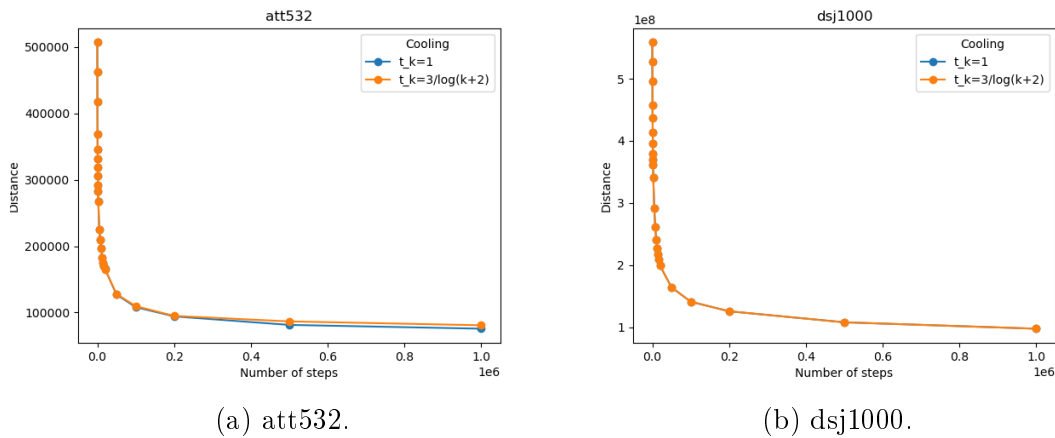 att532
500000
400000
300000
200000
100000
Distance
0.0 0.2 0.4 0.6 0.8 1.0
1e6
Number of steps
Cooling
t_k=1
t_k=3/log(k+2)
(a) att532.
dsj1000
1e8
5
4
3
2
1
Distance
0.0 0.2 0.4 0.6 0.8 1.0
1e6
Number of steps
Cooling
t_k=1
t_k=3/log(k+2)
(b) dsj1000.